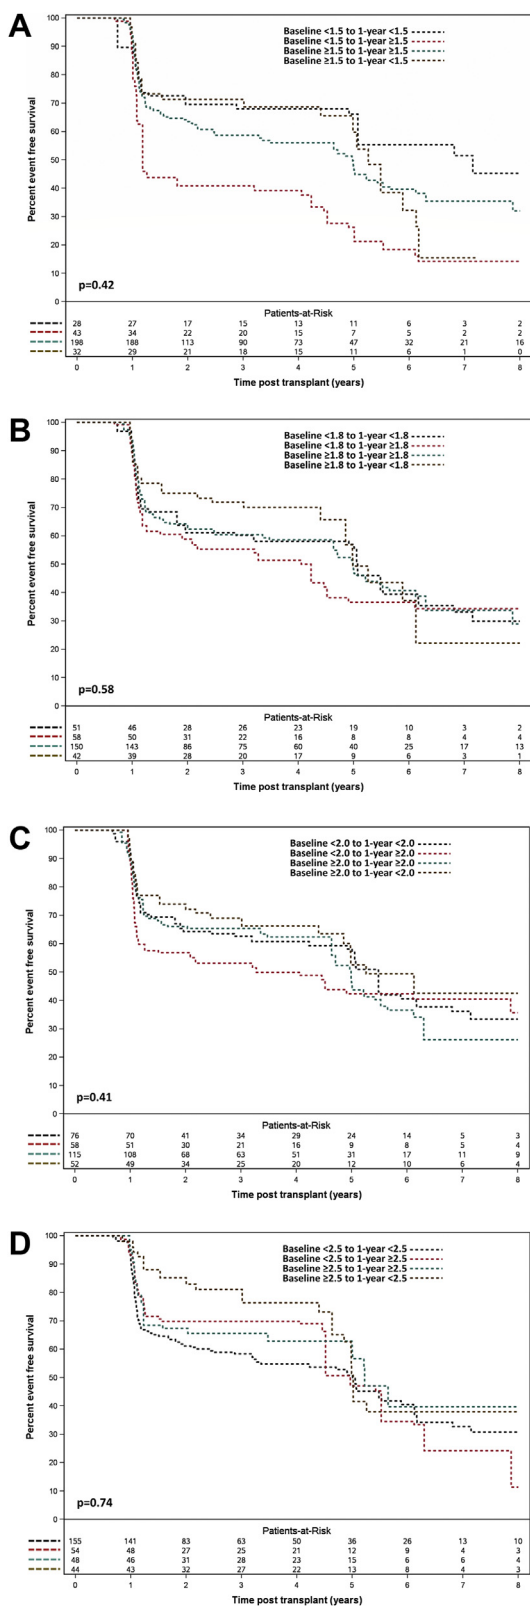 A
Percent event free survival
100
90
80
70
60
50
40
30
20
10
0
Baseline <1.5 to 1-year <1.5
Baseline <1.5 to 1-year ≥1.5
Baseline ≥1.5 to 1-year ≥1.5
Baseline ≥1.5 to 1-year <1.5
p=0.42
Patients-at-Risk
28 27 17 15 13 11 6 3 2
43 34 22 20 15 7 5 2 2
198 188 113 90 73 47 32 21 16
32 29 21 18 15 11 6 1 0
0 1 2 3 4 5 6 7 8
Time post transplant (years)
B
Percent event free survival
100
90
80
70
60
50
40
30
20
10
0
Baseline <1.8 to 1-year <1.8
Baseline <1.8 to 1-year ≥1.8
Baseline ≥1.8 to 1-year ≥1.8
Baseline ≥1.8 to 1-year <1.8
p=0.58
Patients-at-Risk
51 46 28 26 23 19 10 3 2
58 50 31 22 16 8 8 4 4
150 143 86 75 60 40 25 17 13
42 39 28 20 17 9 6 3 1
0 1 2 3 4 5 6 7 8
Time post transplant (years)
C
Percent event free survival
100
90
80
70
60
50
40
30
20
10
0
Baseline <2.0 to 1-year <2.0
Baseline <2.0 to 1-year ≥2.0
Baseline ≥2.0 to 1-year ≥2.0
Baseline ≥2.0 to 1-year <2.0
p=0.41
Patients-at-Risk
76 70 41 34 29 24 14 5 3
58 51 30 21 16 9 8 5 4
115 108 68 63 51 31 17 11 9
52 49 34 25 20 12 10 6 4
0 1 2 3 4 5 6 7 8
Time post transplant (years)
D
Percent event free survival
100
90
80
70
60
50
40
30
20
10
0
Baseline <2.5 to 1-year <2.5
Baseline <2.5 to 1-year ≥2.5
Baseline ≥2.5 to 1-year ≥2.5
Baseline ≥2.5 to 1-year <2.5
p=0.74
Patients-at-Risk
155 141 83 63 50 36 26 13 10
54 48 27 25 21 12 9 4 3
48 46 31 28 23 15 6 6 4
44 43 32 27 22 13 8 4 3
0 1 2 3 4 5 6 7 8
Time post transplant (years)